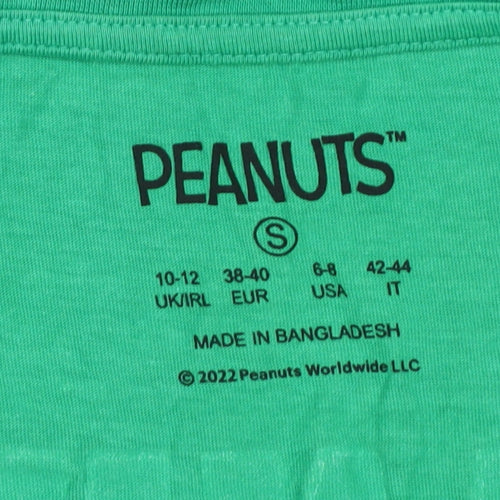 PEANUTS™
S
10-12 38-40 6-8 42-44
UK/IRL EUR USA IT
MADE IN BANGLADESH
© 2022 Peanuts Worldwide LLC